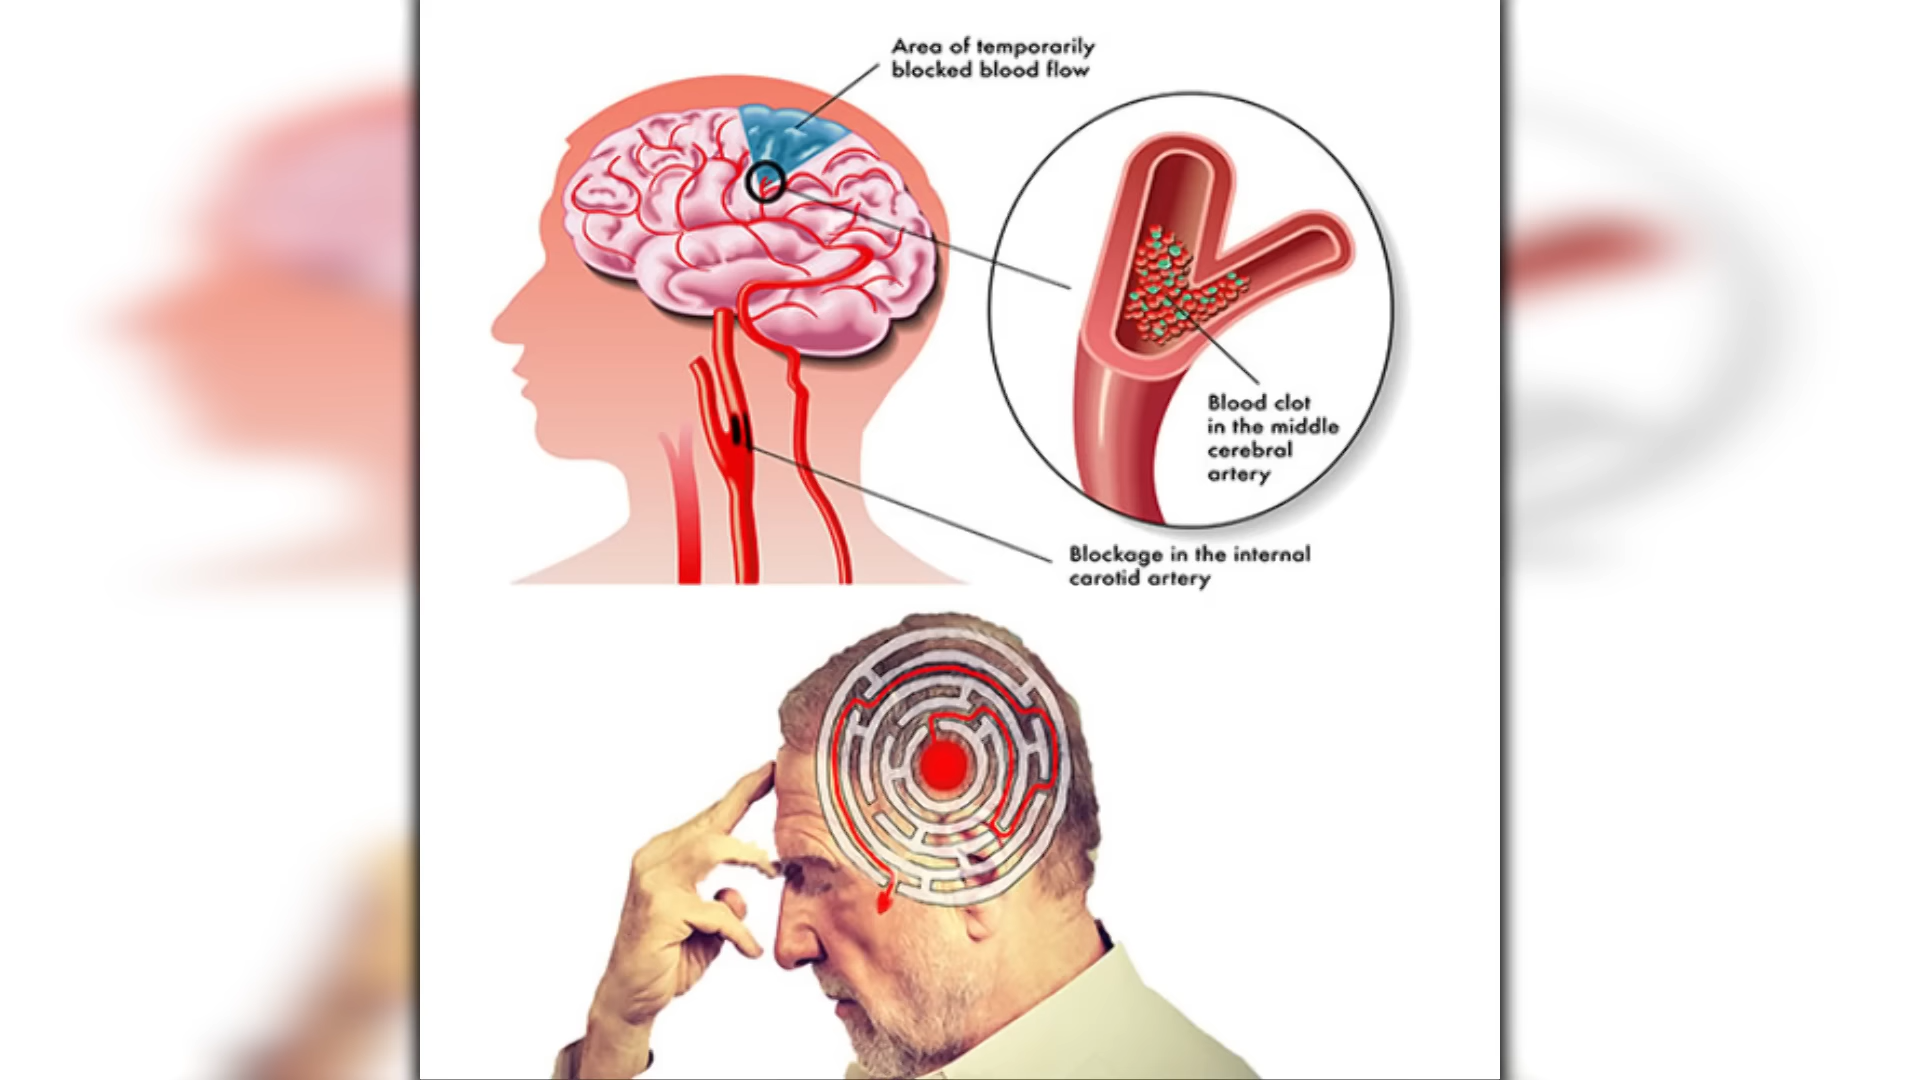 Area of temporarily
blocked blood flow
Blood clot
in the middle
cerebral
artery
Blockage in the internal
carotid artery